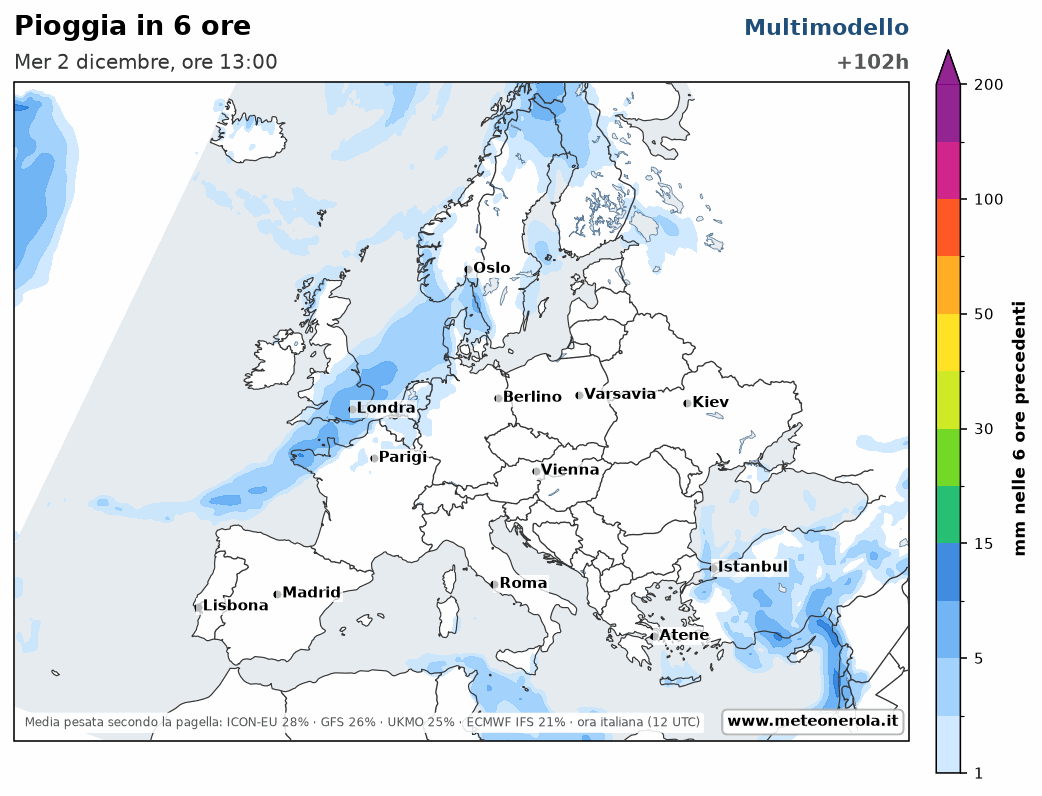 Pioggia in 6 ore
Multimodello
Mer 2 dicembre, ore 13:00
+102h
Oslo
Londra
Berlino
Varsavia
Kiev
Parigi
Vienna
Istanbul
Madrid
Roma
Lisbona
Atene
Media pesata secondo la pagella: ICON-EU 28% · GFS 26% · UKMO 25% · ECMWF IFS 21% · ora italiana (12 UTC)
www.meteonerola.it
200
100
50
30
15
5
1
mm nelle 6 ore precedenti